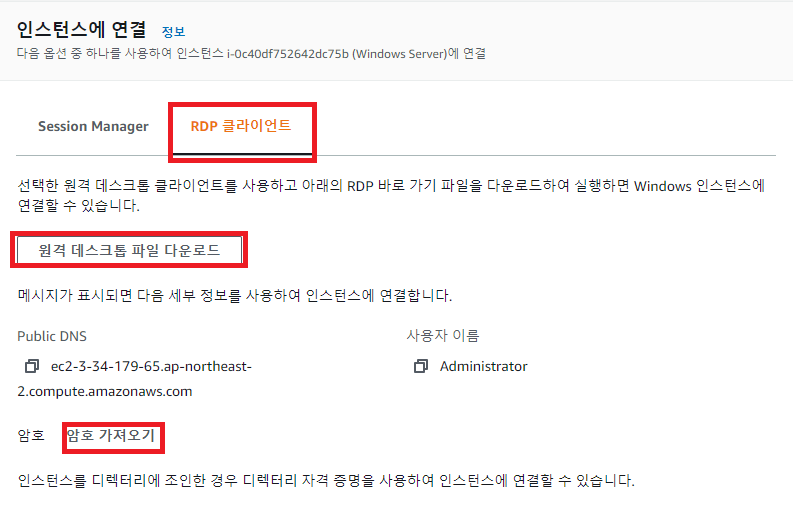 인스턴스에 연결 정보
다음 옵션 중 하나를 사용하여 인스턴스 i-0c40df752642dc75b (Windows Server)에 연결
Session Manager RDP 클라이언트
선택한 원격 데스크톱 클라이언트를 사용하고 아래의 RDP 바로 가기 파일을 다운로드하여 실행하면 Windows 인스턴스에
연결할 수 있습니다.
원격 데스크톱 파일 다운로드
메시지가 표시되면 다음 세부 정보를 사용하여 인스턴스에 연결합니다.
Public DNS 사용자 이름
ec2-3-34-179-65.ap-northeast- Administrator
2.compute.amazonaws.com
암호 암호 가져오기
인스턴스를 디렉터리에 조인한 경우 디렉터리 자격 증명을 사용하여 인스턴스에 연결할 수 있습니다.